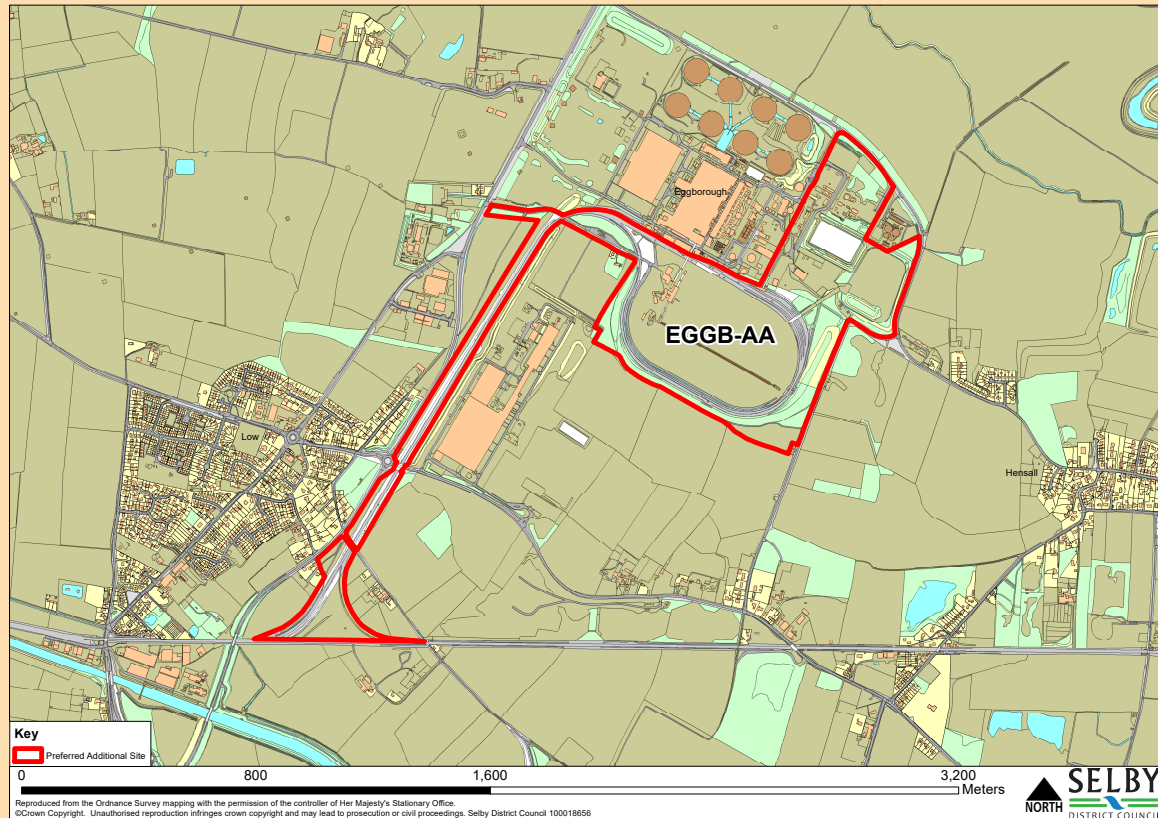 Eggborough
EGGB-AA
Low
Hensall
Key
Preferred Additional Site
0 800 1,600 3,200
Meters
Reproduced from the Ordnance Survey mapping with the permission of the controller of Her Majesty's Stationary Office.
©Crown Copyright. Unauthorised reproduction infringes crown copyright and may lead to prosecution or civil proceedings. Selby District Council 100018656
NORTH
SELBY
DISTRICT COUNCIL